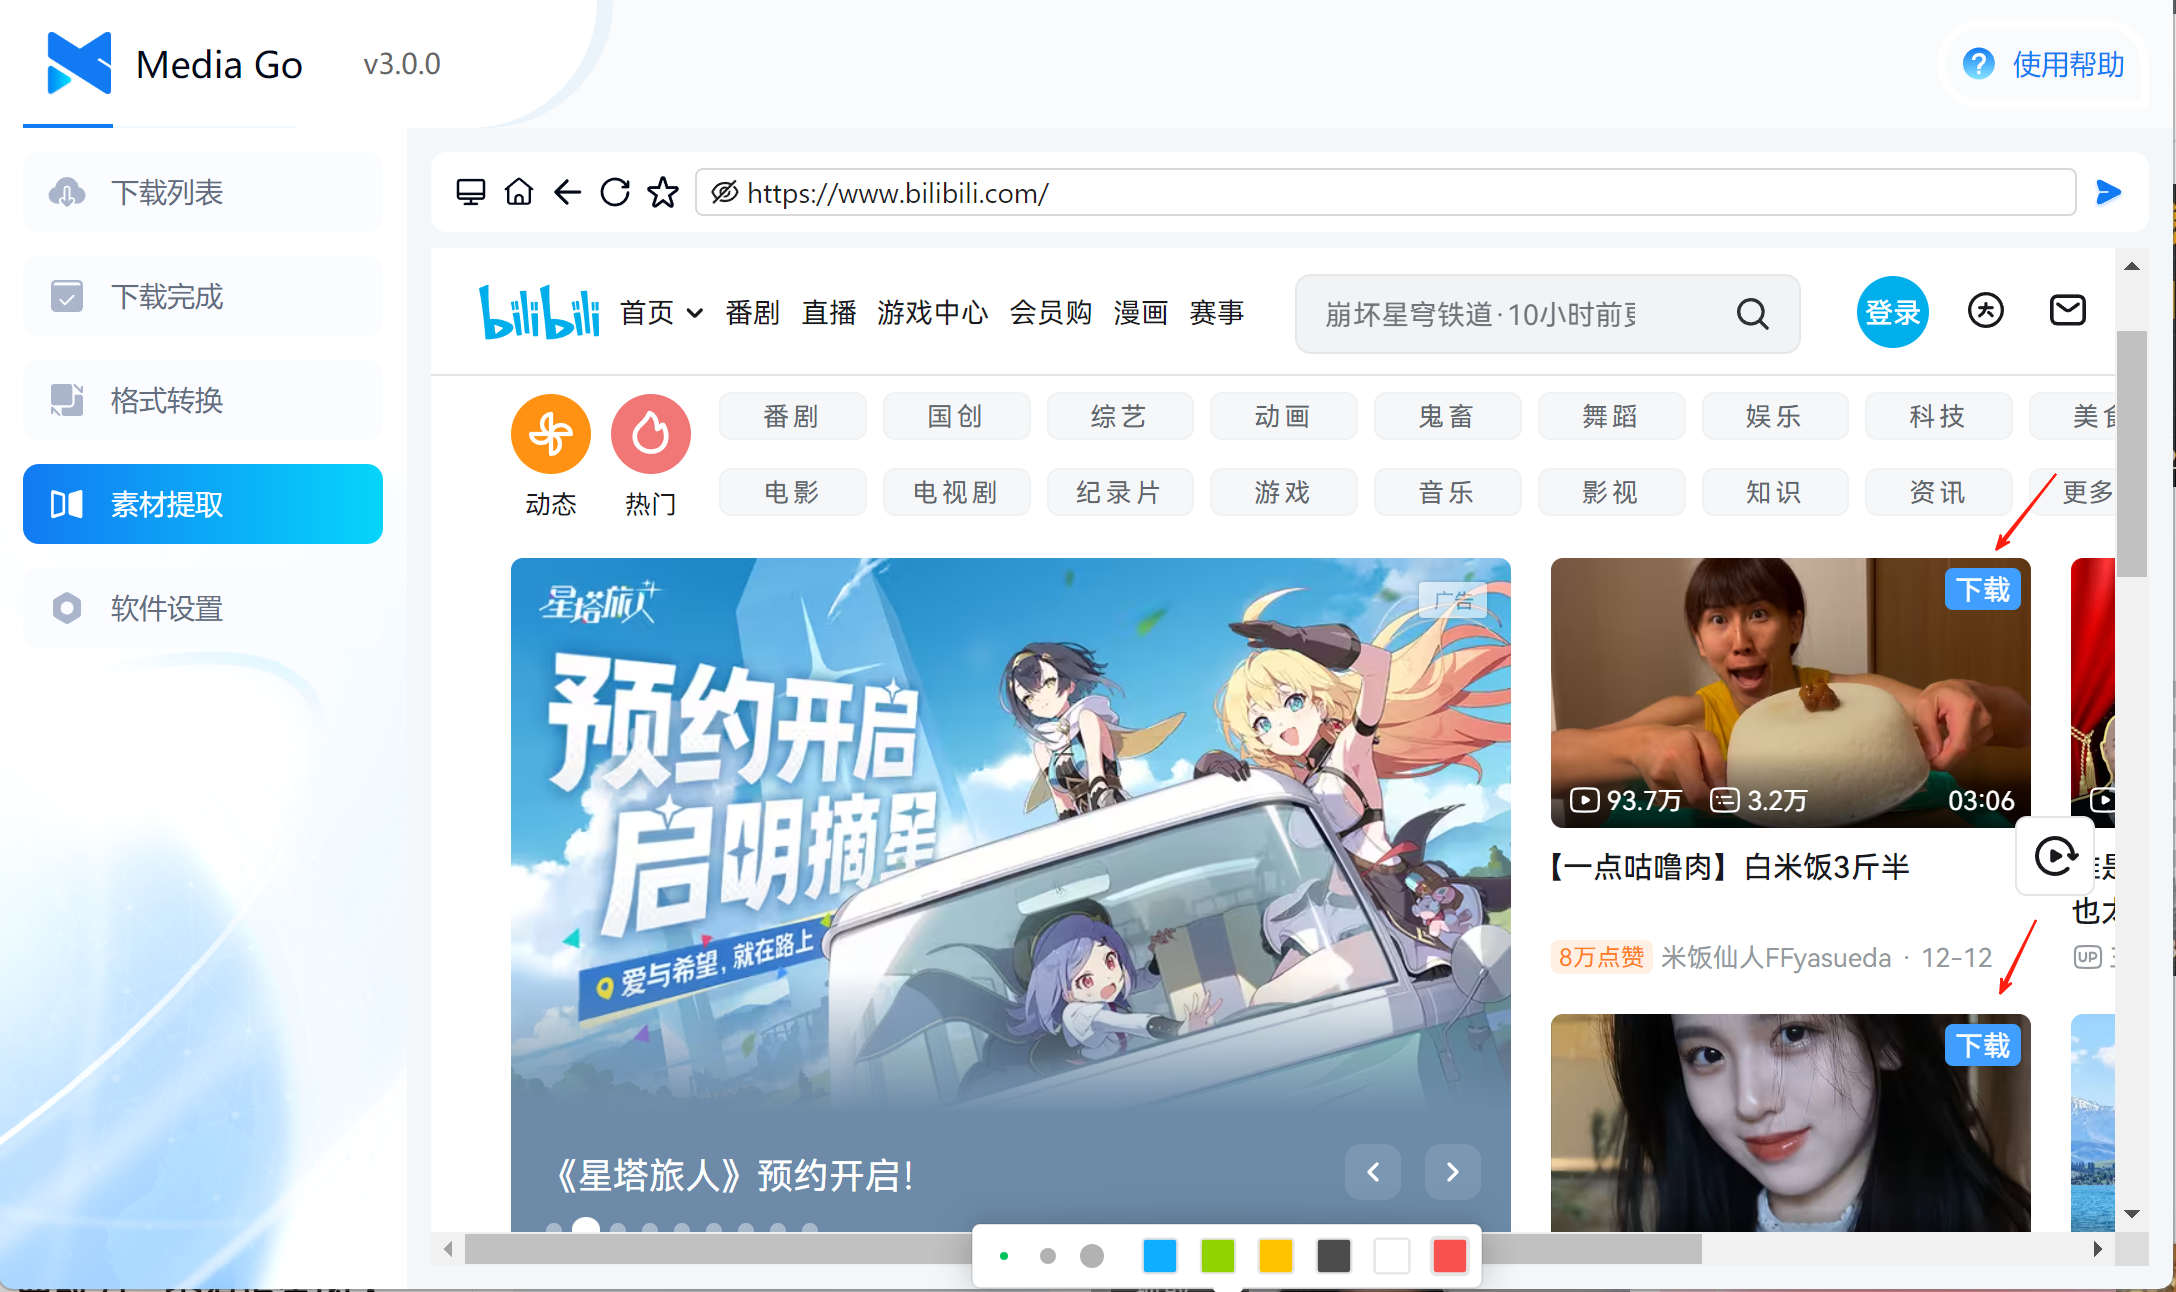 Media Go v3.0.0
使用帮助
下载列表
下载完成
格式转换
素材提取
软件设置
https://www.bilibili.com/
bilibili 首页 番剧 直播 游戏中心 会员购 漫画 赛事
崩坏星穹铁道·10小时前
登录
动态 热门
番剧 国创 综艺 动画 鬼畜 舞蹈 娱乐 科技 美食
电影 电视剧 纪录片 游戏 音乐 影视 知识 资讯 更多
星塔旅人
广告
预约开启
启明摘星
爱与希望,就在路上
《星塔旅人》预约开启!
下载
93.7万 3.2万 03:06
【一点咕噜肉】白米饭3斤半
8万点赞 米饭仙人FFyasueda · 12-12
下载
是
也
UP